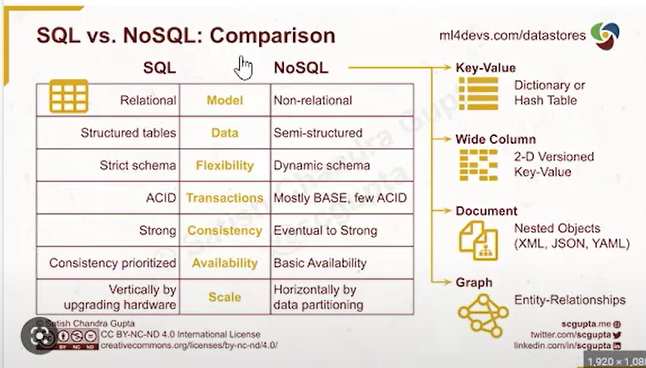 SQL vs. NoSQL: Comparison
ml4devs.com/datastores
SQL NoSQL
Relational Model Non-relational
Structured tables Data Semi-structured
Strict schema Flexibility Dynamic schema
ACID Transactions Mostly BASE, few ACID
Strong Consistency Eventual to Strong
Consistency prioritized Availability Basic Availability
Vertically by
upgrading hardware
Scale
Horizontally by
data partitioning
Key-Value
Dictionary or
Hash Table
Wide Column
2-D Versioned
Key-Value
Document
Nested Objects
(XML, JSON, YAML)
Graph
Entity-Relationships
© Satish Chandra Gupta
CC BY-NC-ND 4.0 International License
creativecommons.org/licenses/by-nc-nd/4.0/
scgupta.me
twitter.com/scgupta
linkedin.com/in/scgupta
© Satish Chandra Gupta
@scgupta